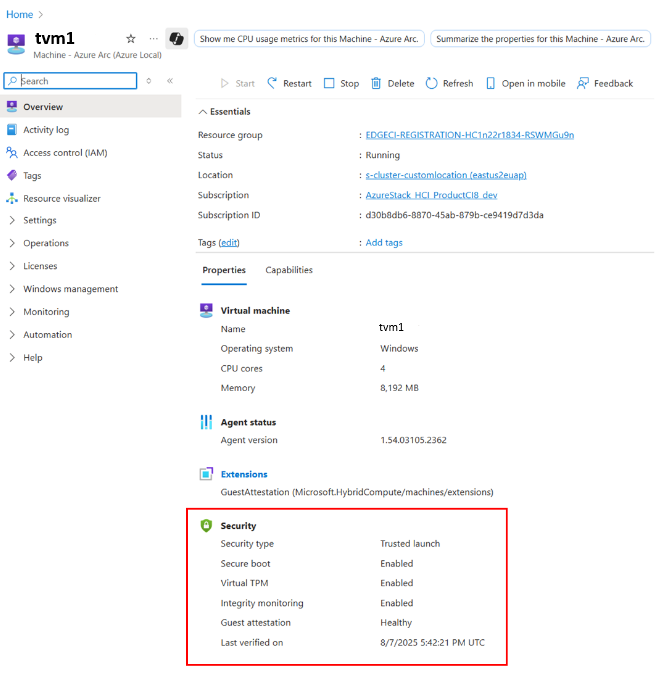 Home >
tvm1
Machine - Azure Arc (Azure Local)
Show me CPU usage metrics for this Machine - Azure Arc.
Summarize the properties for this Machine - Azure Arc.
Search
Start Restart Stop Delete Refresh Open in mobile Feedback
Overview
Activity log
Access control (IAM)
Tags
Resource visualizer
Settings
Operations
Licenses
Windows management
Monitoring
Automation
Help
Essentials
Resource group : EDGECI-REGISTRATION-HC1n22r1834-RSWMGu9n
Status : Running
Location : s-cluster-customlocation (eastus2euap)
Subscription : AzureStack_HCI_ProductCI8_dev
Subscription ID : d30b8db6-8870-45ab-879b-ce9419d7d3da
Tags (edit) : Add tags
Properties Capabilities
Virtual machine
Name tvm1
Operating system Windows
CPU cores 4
Memory 8,192 MB
Agent status
Agent version 1.54.03105.2362
Extensions
GuestAttestation (Microsoft.HybridCompute/machines/extensions)
Security
Security type Trusted launch
Secure boot Enabled
Virtual TPM Enabled
Integrity monitoring Enabled
Guest attestation Healthy
Last verified on 8/7/2025 5:42:21 PM UTC